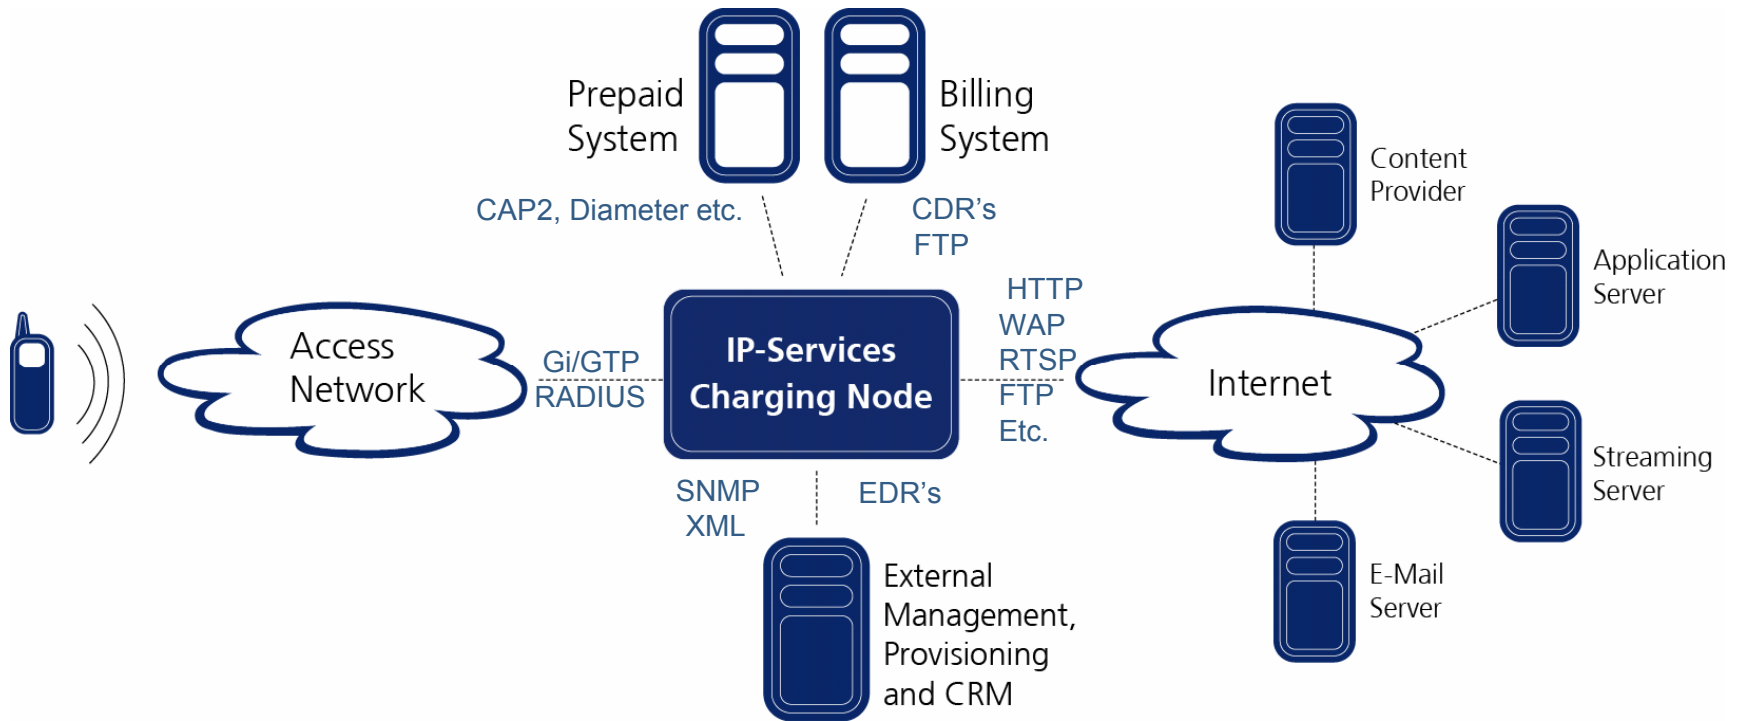 Prepaid
System
Billing
System
CAP2, Diameter etc.
CDR's
FTP
Content
Provider
Application
Server
Access
Network
Gi/GTP
RADIUS
IP-Services
Charging Node
HTTP
WAP
RTSP
FTP
Etc.
Internet
Streaming
Server
SNMP
XML
EDR's
External
Management,
Provisioning
and CRM
E-Mail
Server